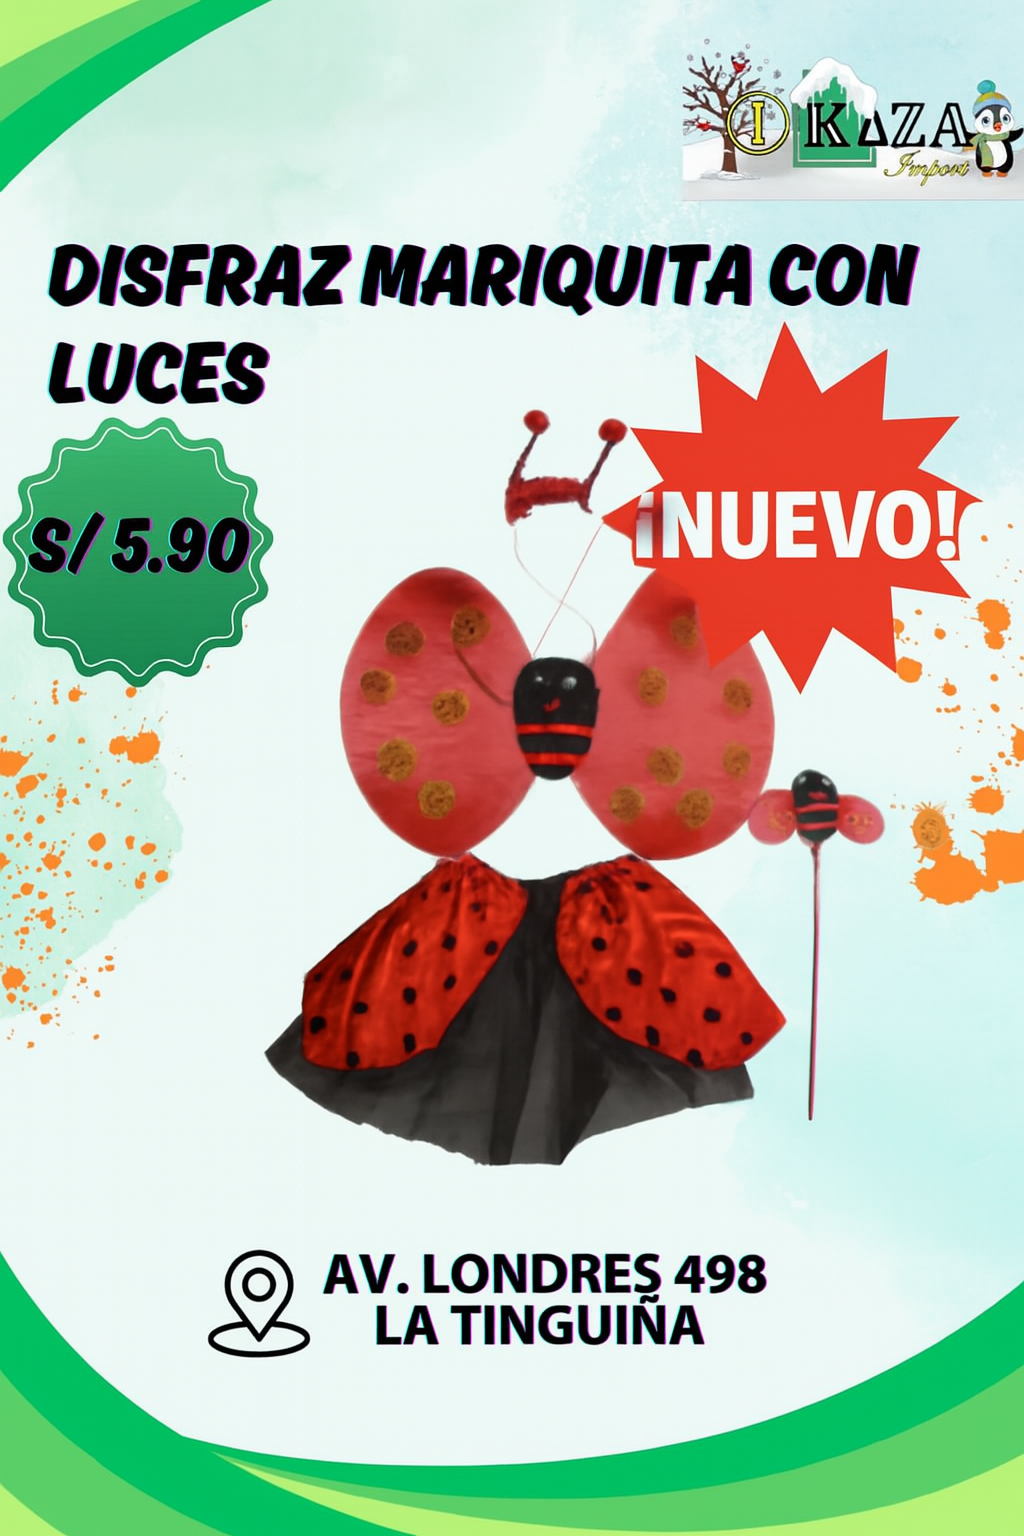 I KAZA
Import
DISFRAZ MARIQUITA CON
LUCES
S/ 5.90
¡NUEVO!
AV. LONDRES 498
LA TINGUIÑA